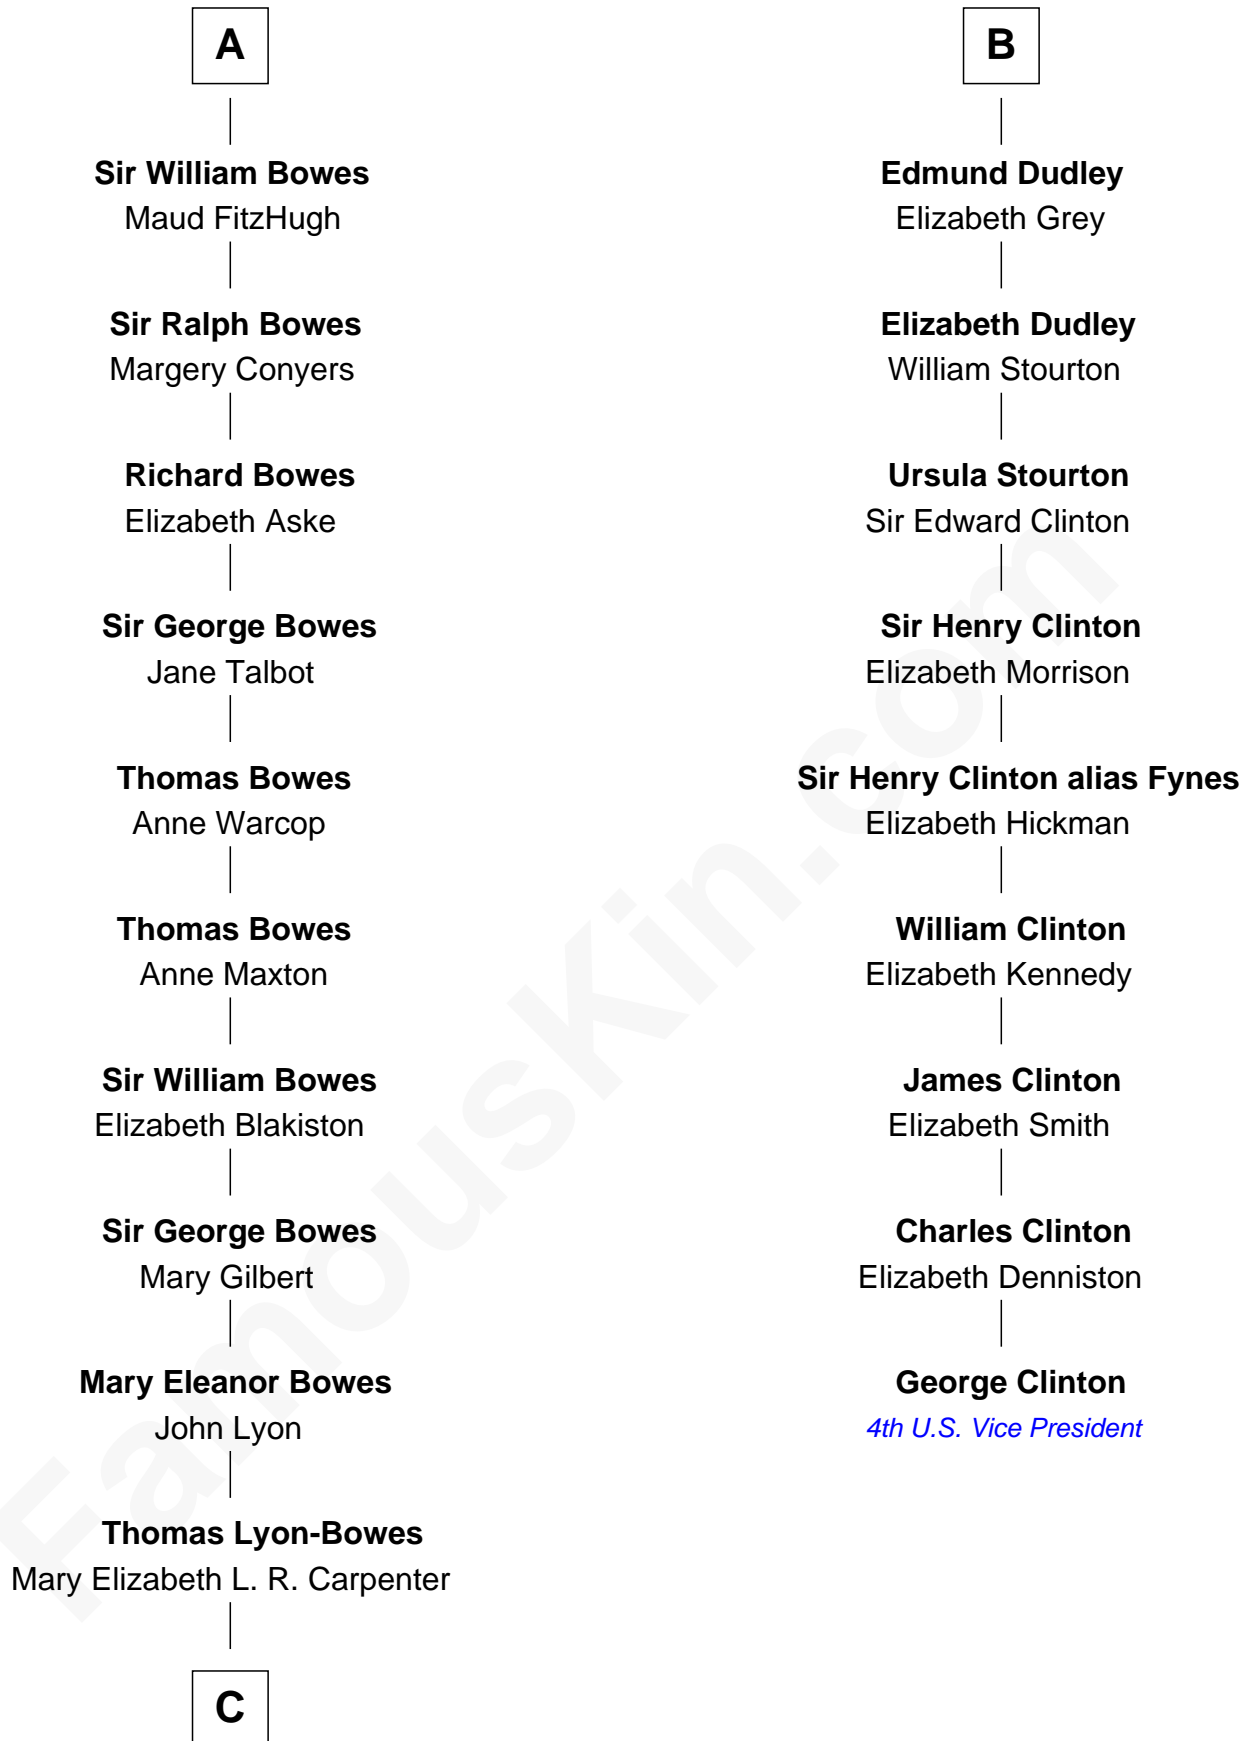 A
Sir William Bowes
Maud FitzHugh
Sir Ralph Bowes
Margery Conyers
Richard Bowes
Elizabeth Aske
Sir George Bowes
Jane Talbot
Thomas Bowes
Anne Warcop
Thomas Bowes
Anne Maxton
Sir William Bowes
Elizabeth Blakiston
Sir George Bowes
Mary Gilbert
Mary Eleanor Bowes
John Lyon
Thomas Lyon-Bowes
Mary Elizabeth L. R. Carpenter
C
B
Edmund Dudley
Elizabeth Grey
Elizabeth Dudley
William Stourton
Ursula Stourton
Sir Edward Clinton
Sir Henry Clinton
Elizabeth Morrison
Sir Henry Clinton alias Fynes
Elizabeth Hickman
William Clinton
Elizabeth Kennedy
James Clinton
Elizabeth Smith
Charles Clinton
Elizabeth Denniston
George Clinton
4th U.S. Vice President
FamousKin.com